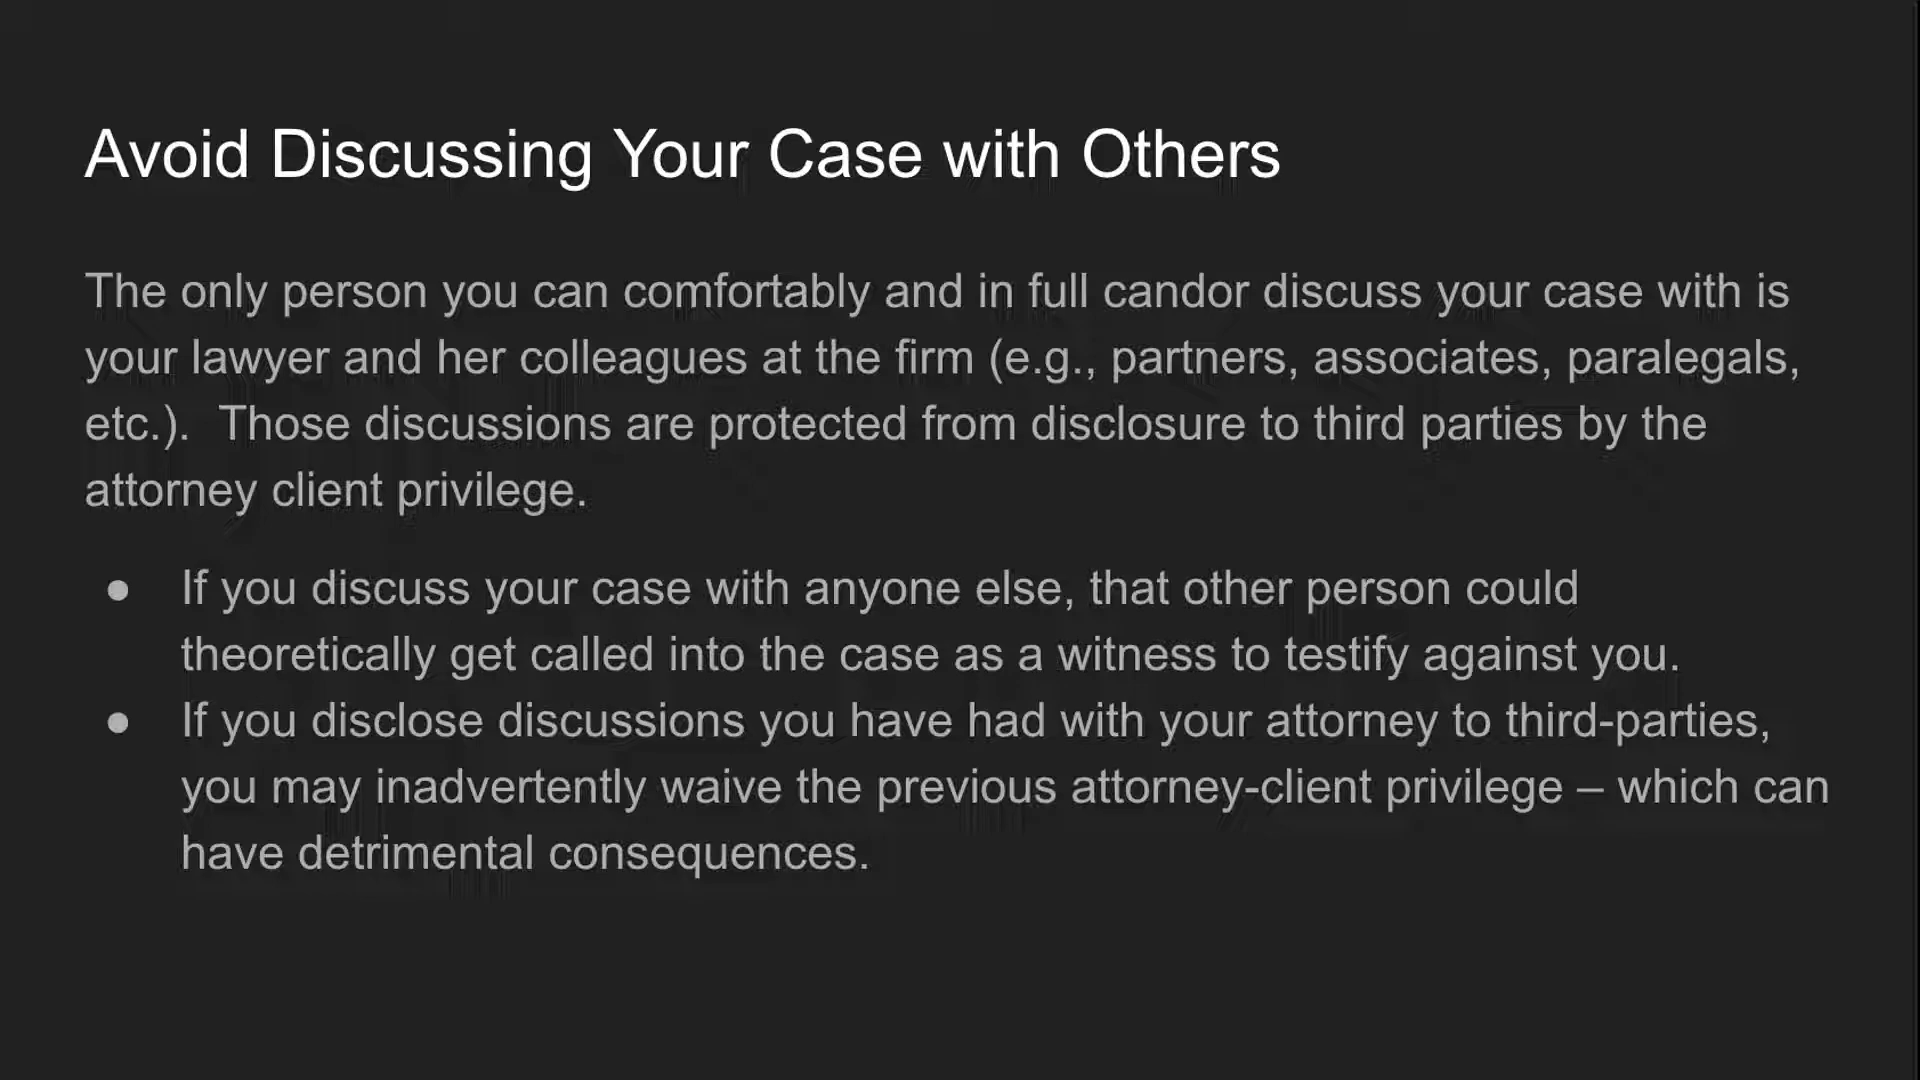 Avoid Discussing Your Case with Others
The only person you can comfortably and in full candor discuss your case with is
your lawyer and her colleagues at the firm (e.g., partners, associates, paralegals,
etc.).  Those discussions are protected from disclosure to third parties by the
attorney client privilege.
● If you discuss your case with anyone else, that other person could
theoretically get called into the case as a witness to testify against you.
● If you disclose discussions you have had with your attorney to third-parties,
you may inadvertently waive the previous attorney-client privilege – which can
have detrimental consequences.